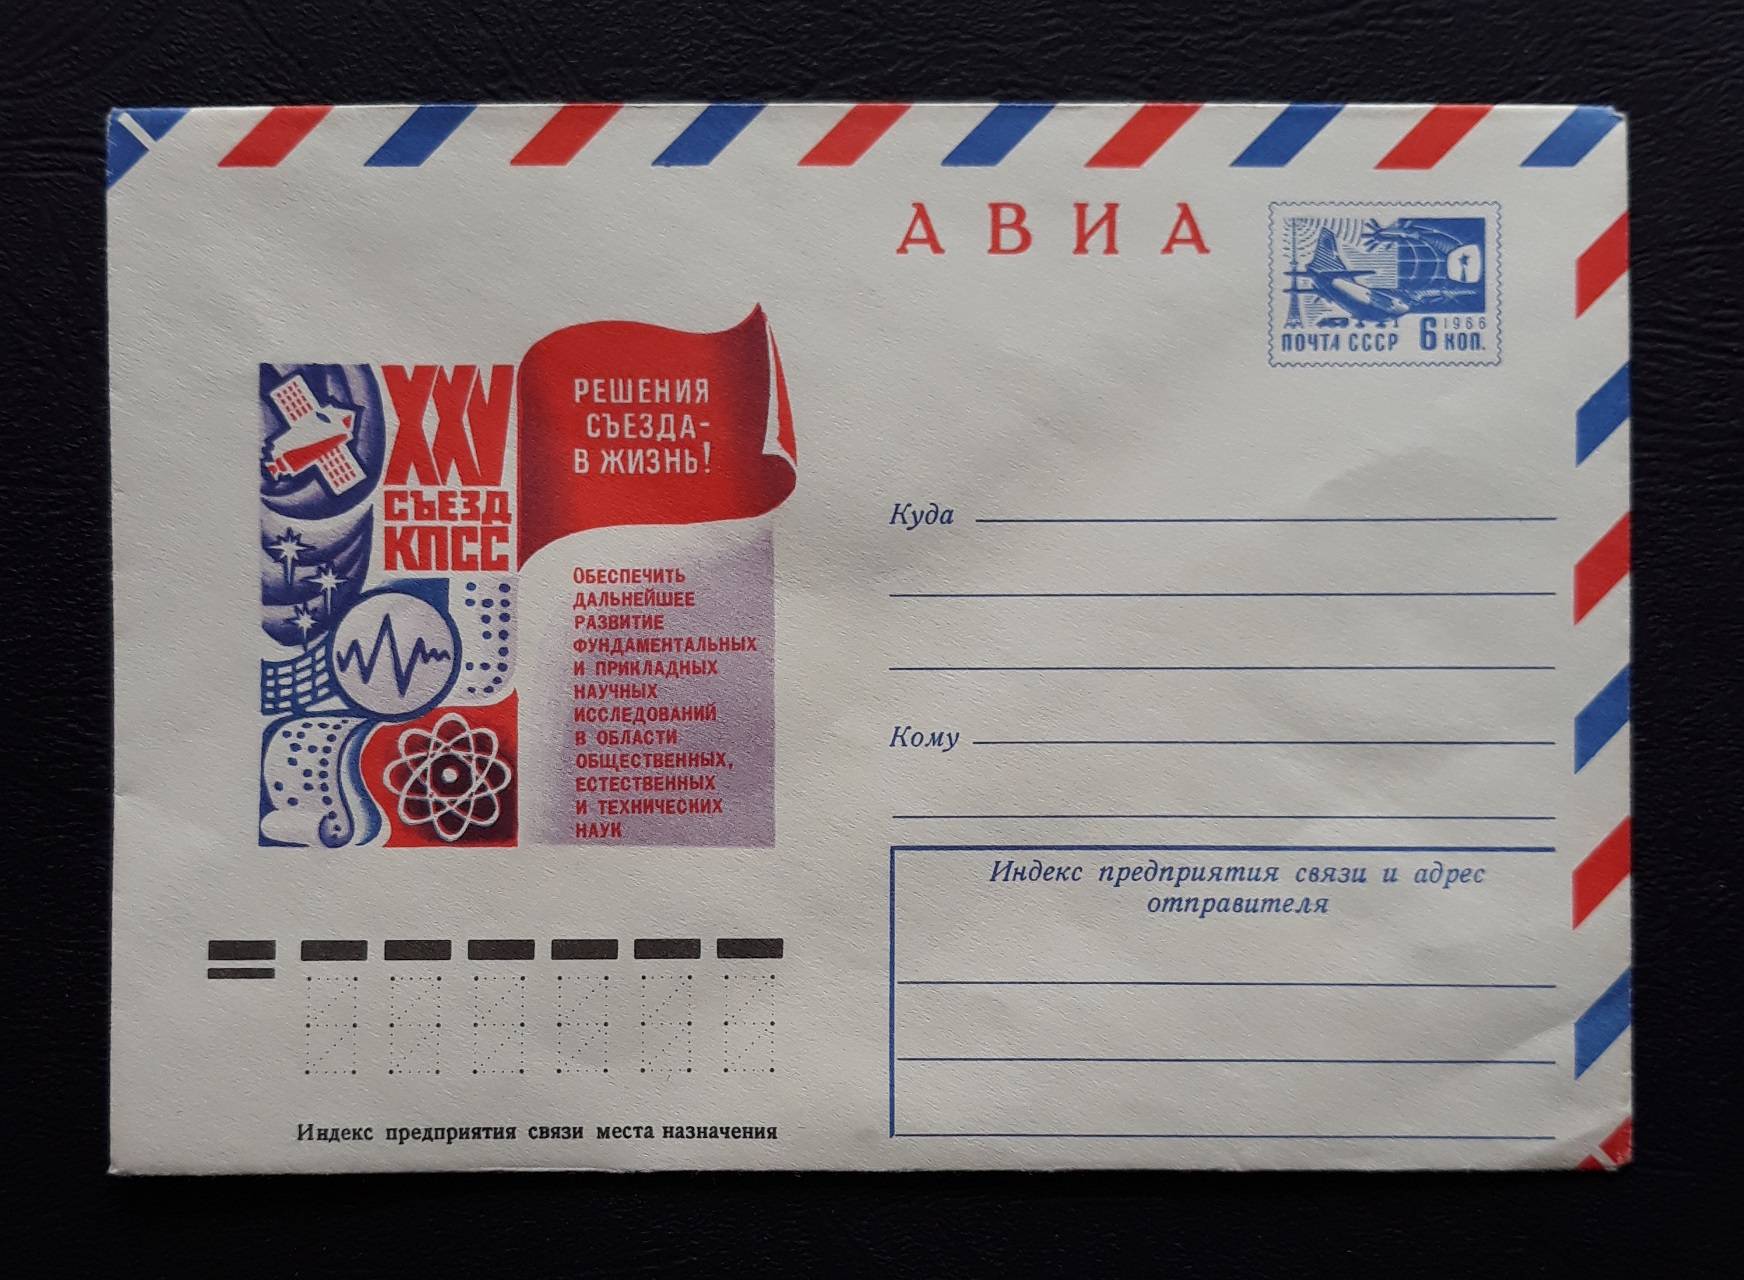 АВИА
1966
ПОЧТА СССР 6 КОП.
XXV
СЪЕЗД
КПСС
РЕШЕНИЯ
СЪЕЗДА-
В ЖИЗНЬ!
ОБЕСПЕЧИТЬ
ДАЛЬНЕЙШЕЕ
РАЗВИТИЕ
ФУНДАМЕНТАЛЬНЫХ
И ПРИКЛАДНЫХ
НАУЧНЫХ
ИССЛЕДОВАНИЙ
В ОБЛАСТИ
ОБЩЕСТВЕННЫХ,
ЕСТЕСТВЕННЫХ
И ТЕХНИЧЕСКИХ
НАУК
Куда
Кому
Индекс предприятия связи и адрес
отправителя
Индекс предприятия связи места назначения